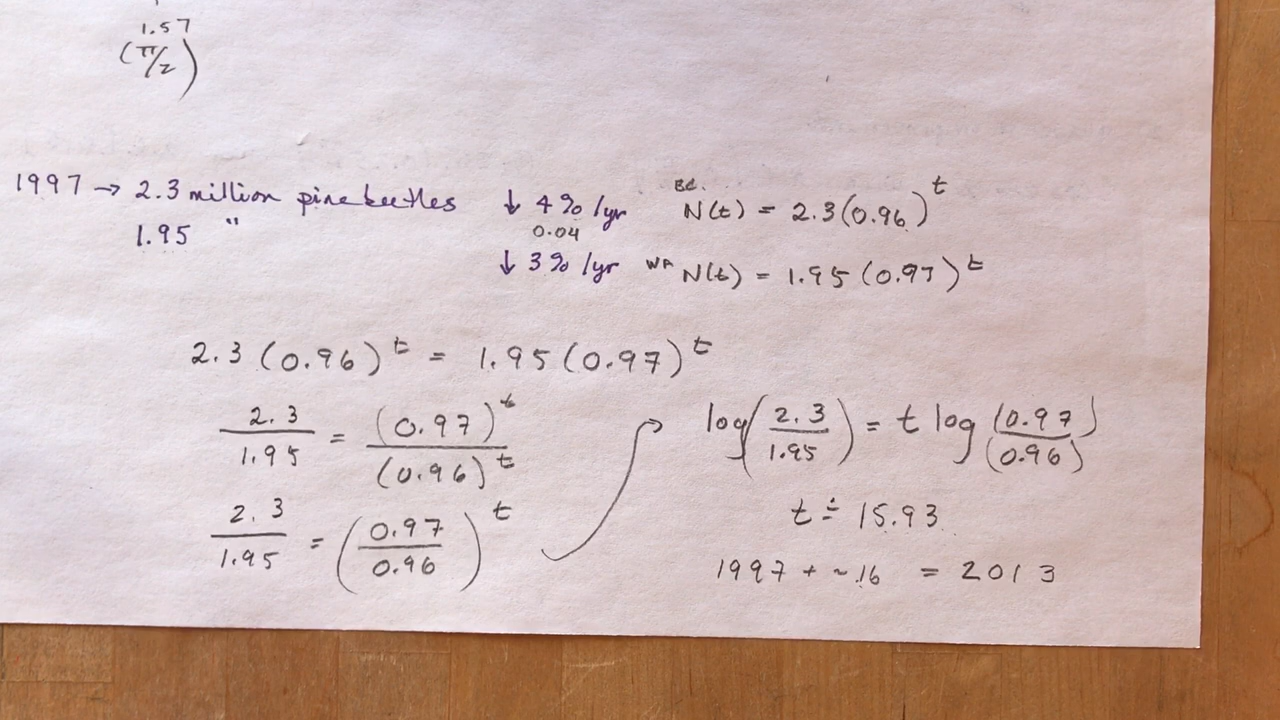 1.57
(π/2)
1997 → 2.3 million pine beetles ↓ 4% /yr Bd. N(t) = 2.3(0.96)^t
1.95 " 0.04
↓ 3% /yr WA N(t) = 1.95(0.97)^t
2.3(0.96)^t = 1.95(0.97)^t
2.3/1.95 = (0.97)^t/(0.96)^t
2.3/1.95 = (0.97/0.96)^t
log(2.3/1.95) = t log (0.97)/(0.96)
t ≐ 15.93
1997 + ~16 = 2013